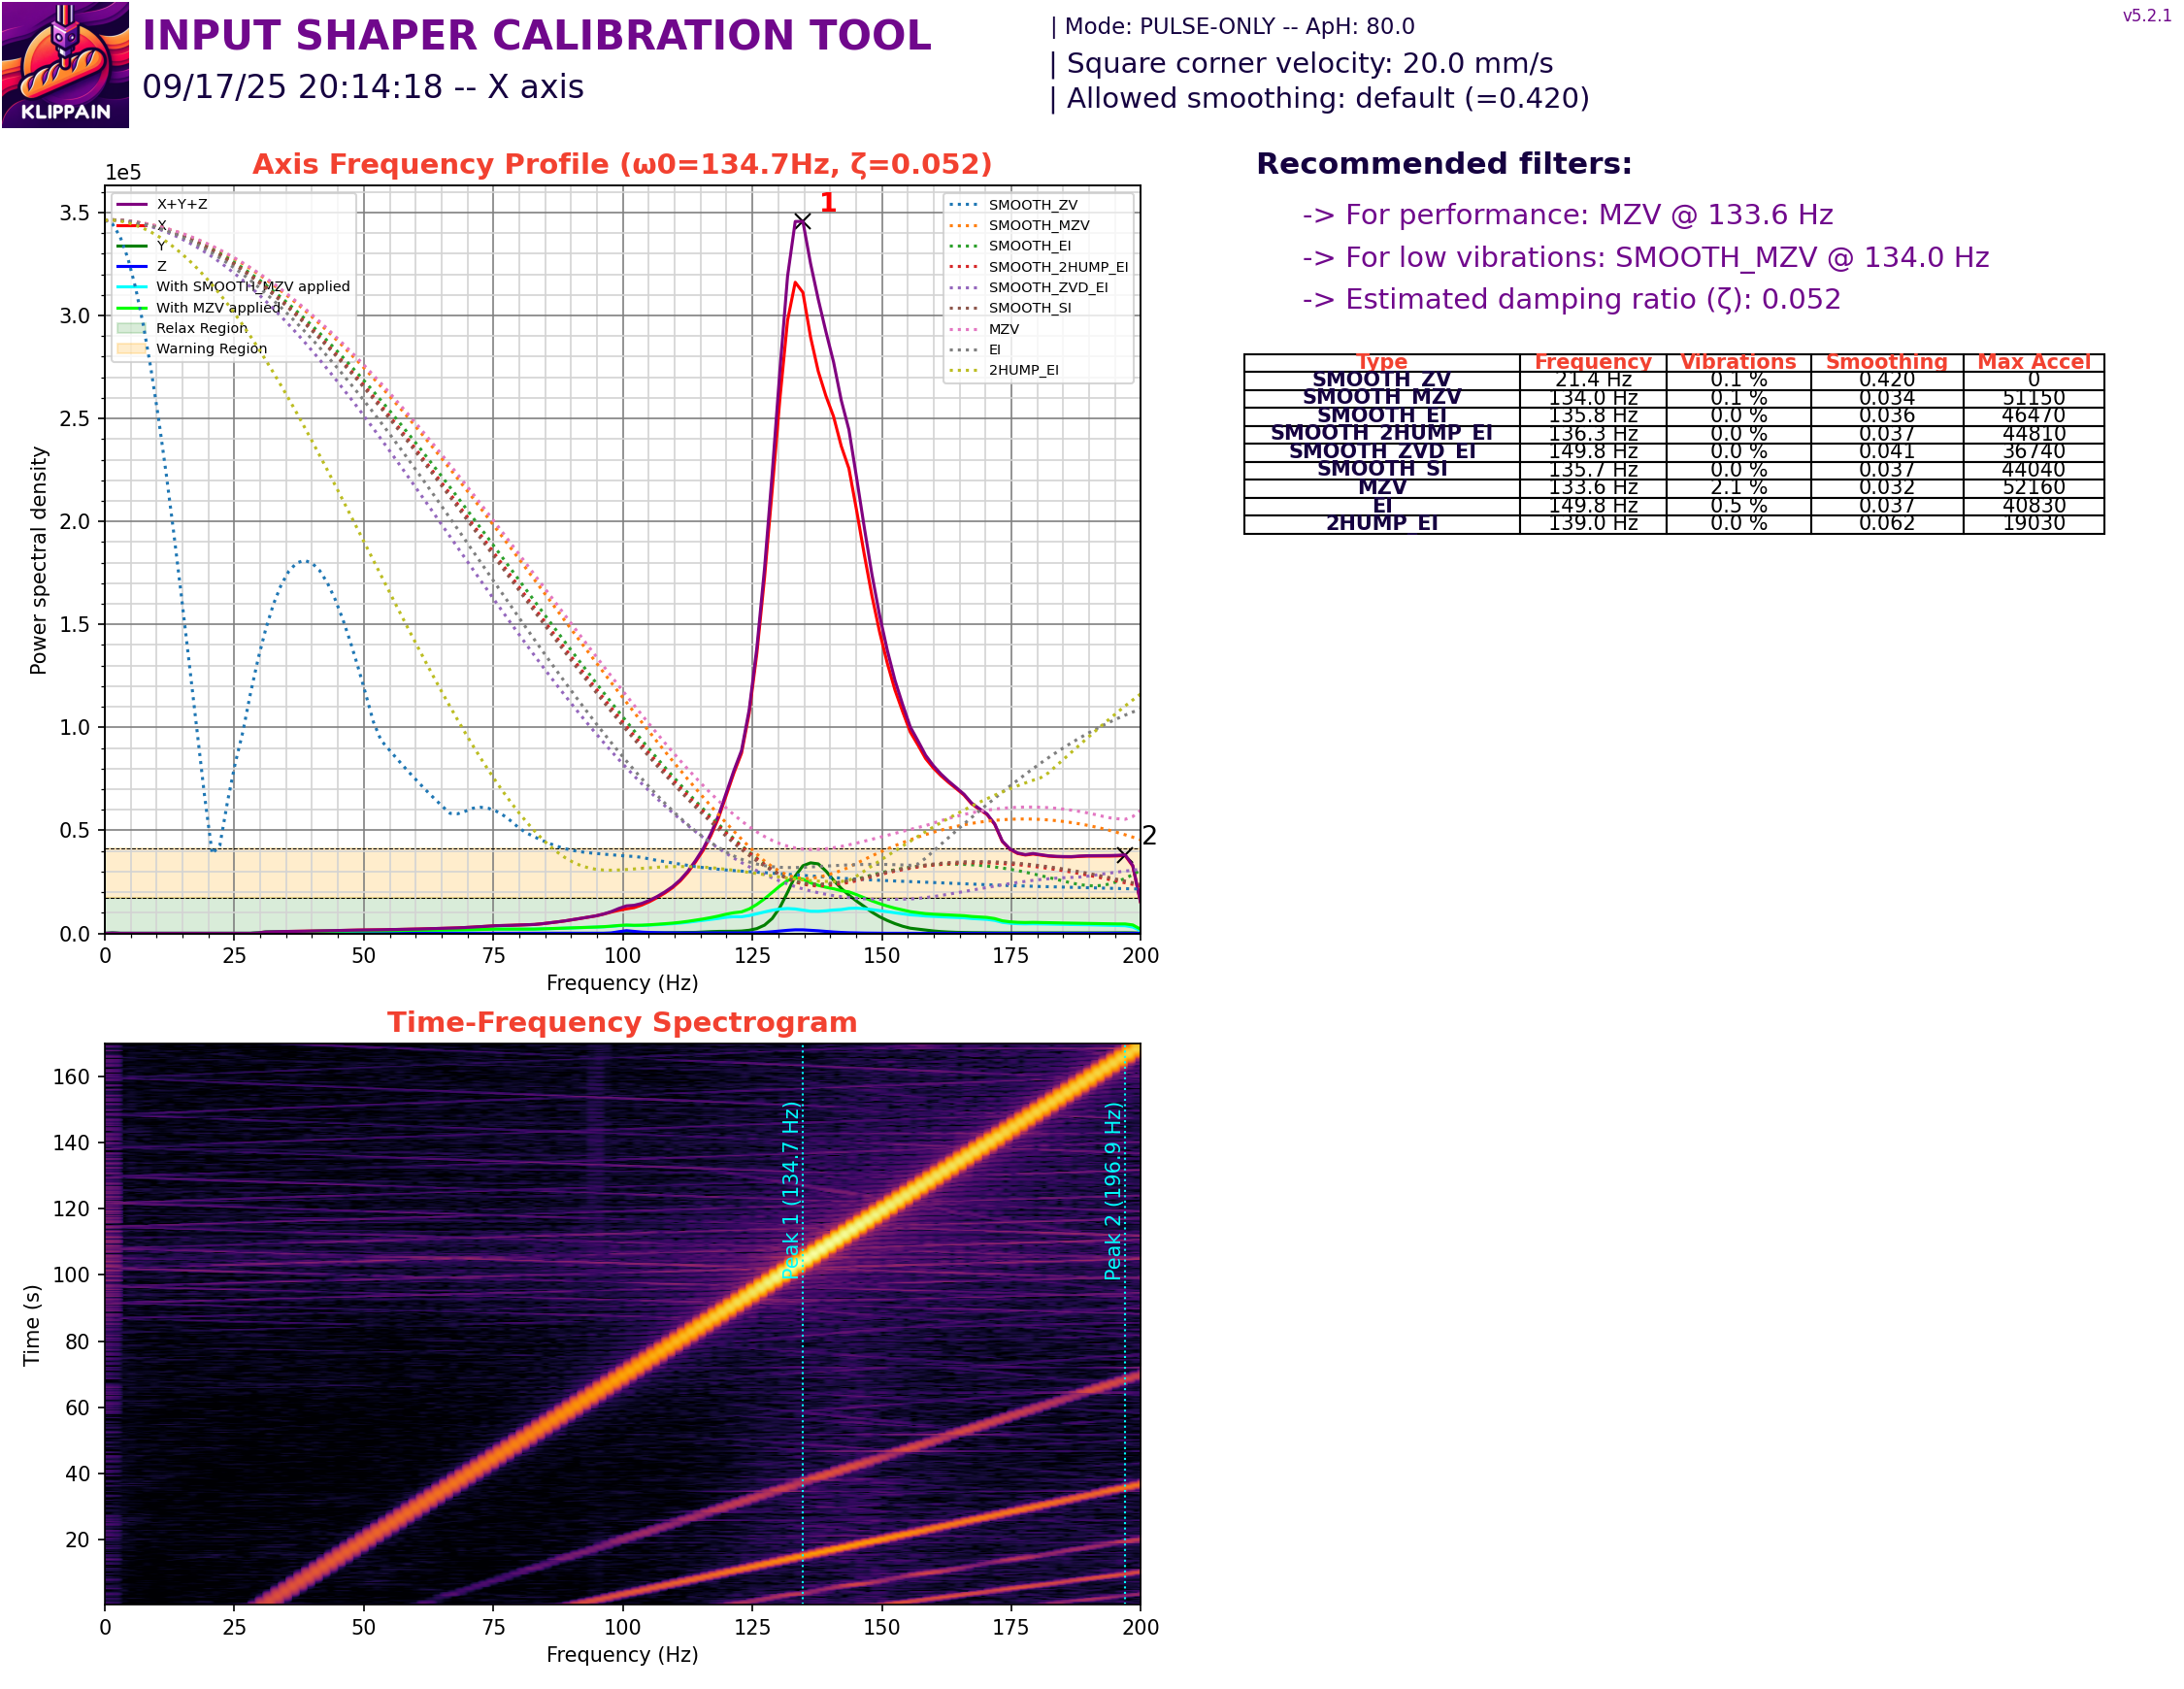 KLIPPAIN
INPUT SHAPER CALIBRATION TOOL
09/17/25 20:14:18 -- X axis
| Mode: PULSE-ONLY -- ApH: 80.0
| Square corner velocity: 20.0 mm/s
| Allowed smoothing: default (=0.420)
v5.2.1
Axis Frequency Profile (ω0=134.7Hz, ζ=0.052)
1e5
X+Y+Z
X
Y
Z
With SMOOTH_MZV applied
With MZV applied
Relax Region
Warning Region
SMOOTH_ZV
SMOOTH_MZV
SMOOTH_EI
SMOOTH_2HUMP_EI
SMOOTH_ZVD_EI
SMOOTH_SI
MZV
EI
2HUMP_EI
1
2
3.5
3.0
2.5
2.0
1.5
1.0
0.5
0.0
Power spectral density
0 25 50 75 100 125 150 175 200
Frequency (Hz)
Recommended filters:
-> For performance: MZV @ 133.6 Hz
-> For low vibrations: SMOOTH_MZV @ 134.0 Hz
-> Estimated damping ratio (ζ): 0.052
Type Frequency Vibrations Smoothing Max Accel
SMOOTH_ZV 21.4 Hz 0.1 % 0.420 0
SMOOTH_MZV 134.0 Hz 0.1 % 0.034 51150
SMOOTH_EI 135.8 Hz 0.0 % 0.036 46470
SMOOTH_2HUMP_EI 136.3 Hz 0.0 % 0.037 44810
SMOOTH_ZVD_EI 149.8 Hz 0.0 % 0.041 36740
SMOOTH_SI 135.7 Hz 0.0 % 0.037 44040
MZV 133.6 Hz 2.1 % 0.032 52160
EI 149.8 Hz 0.5 % 0.037 40830
2HUMP_EI 139.0 Hz 0.0 % 0.062 19030
Time-Frequency Spectrogram
160
140
120
100
80
60
40
20
Time (s)
Peak 1 (134.7 Hz)
Peak 2 (196.9 Hz)
0 25 50 75 100 125 150 175 200
Frequency (Hz)